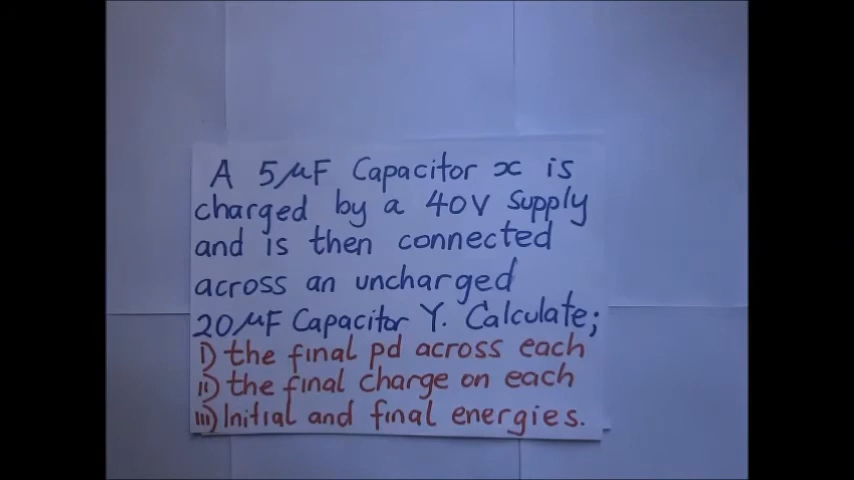 A 5μF Capacitor x is
charged by a 40V Supply
and is then connected
across an uncharged
20μF Capacitor Y. Calculate;
i) the final pd across each
ii) the final charge on each
iii) Initial and final energies.